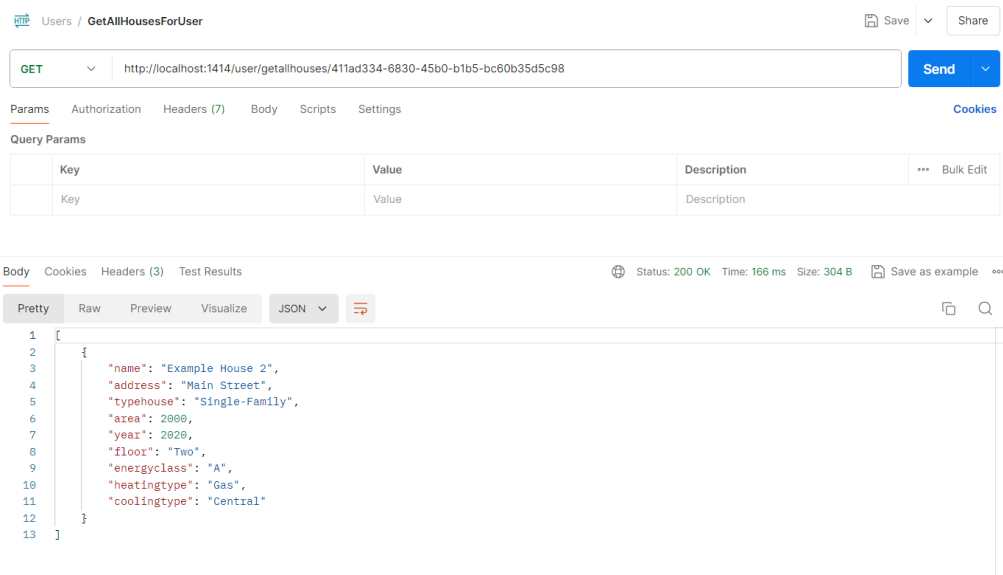 HTTP Users / GetAllHousesForUser Save Share
GET http://localhost:1414/user/getallhouses/411ad334-6830-45b0-b1b5-bc60b35d5c98 Send
Params Authorization Headers (7) Body Scripts Settings Cookies
Query Params
Key Value Description ••• Bulk Edit
Key Value Description
Body Cookies Headers (3) Test Results Status: 200 OK Time: 166 ms Size: 304 B Save as example
Pretty Raw Preview Visualize JSON
1 [
2 {
3 "name": "Example House 2",
4 "address": "Main Street",
5 "typehouse": "Single-Family",
6 "area": 2000,
7 "year": 2020,
8 "floor": "Two",
9 "energyclass": "A",
10 "heatingtype": "Gas",
11 "coolingtype": "Central"
12 }
13 ]